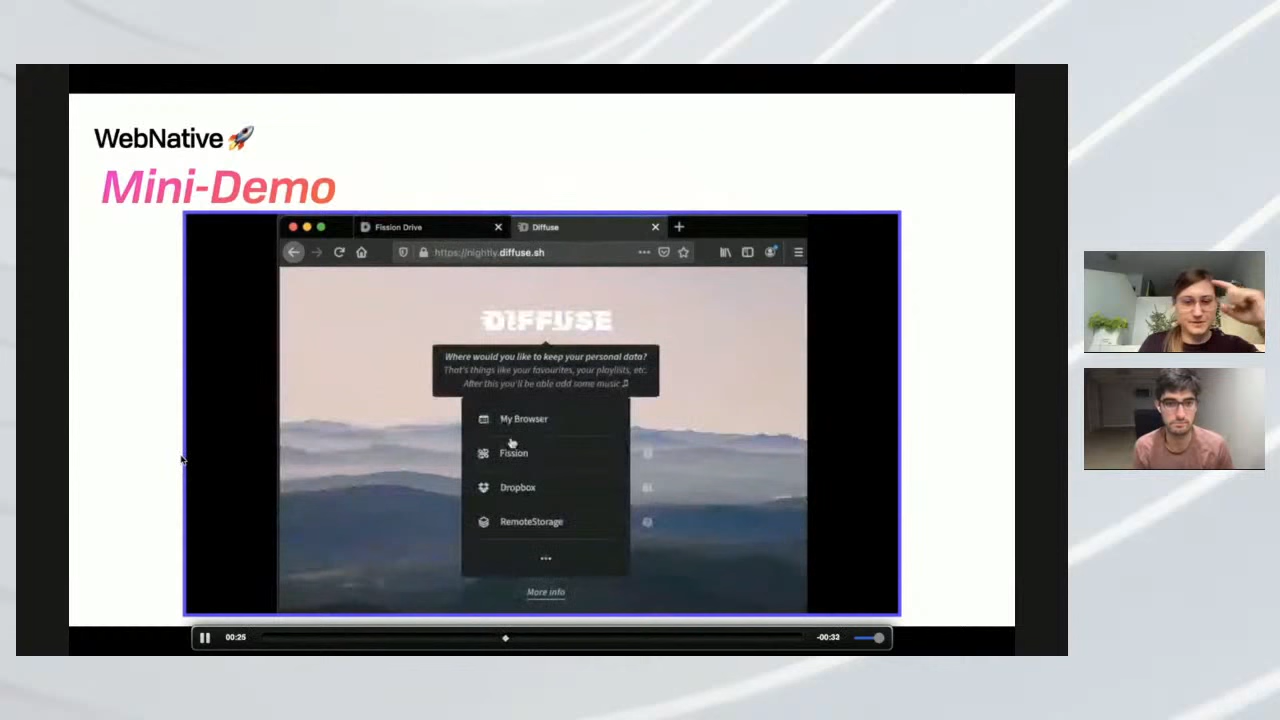 WebNative 🚀
Mini-Demo
Fission Drive
Diffuse
https://nightly.diffuse.sh
DIFFUSE
Where would you like to keep your personal data?
That's things like your favourites, your playlists, etc.
After this you'll be able add some music ♫
My Browser
Fission
Dropbox
RemoteStorage
•••
More info
00:25
-00:33